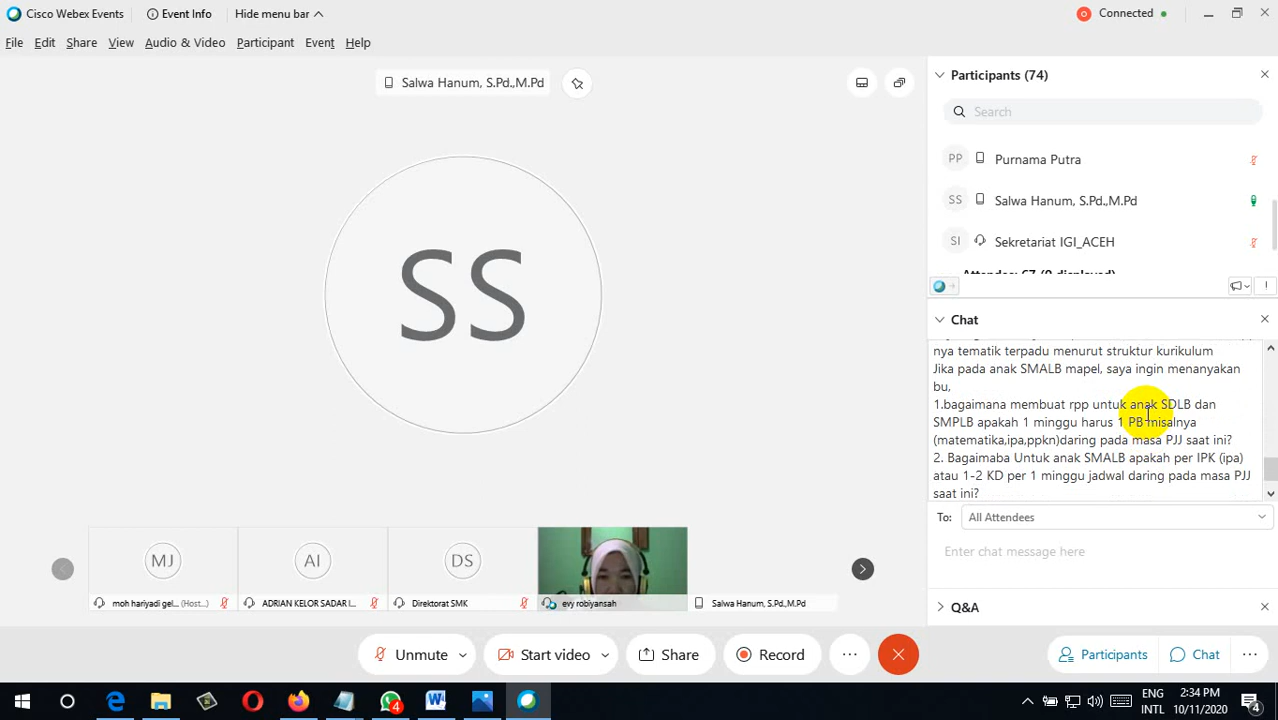 Cisco Webex Events
Event Info
Hide menu bar
Connected
File Edit Share View Audio & Video Participant Event Help
Salwa Hanum, S.Pd.,M.Pd
SS
Participants (74)
Search
PP Purnama Putra
SS Salwa Hanum, S.Pd.,M.Pd
SI Sekretariat IGI_ACEH
Chat
nya tematik terpadu menurut struktur kurikulum
Jika pada anak SMALB mapel, saya ingin menanyakan
bu,
1.bagaimana membuat rpp untuk anak SDLB dan
SMPLB apakah 1 minggu harus 1 PB misalnya
(matematika,ipa,ppkn)daring pada masa PJJ saat ini?
2. Bagaimaba Untuk anak SMALB apakah per IPK (ipa)
atau 1-2 KD per 1 minggu jadwal daring pada masa PJJ
saat ini?
To: All Attendees
Enter chat message here
Q&A
MJ
AI
DS
moh hariyadi gel... (Host...)
ADRIAN KELOR SADAR I...
Direktorat SMK
evy robiyansah
Salwa Hanum, S.Pd.,M.Pd
Unmute
Start video
Share
Record
Participants
Chat
4
ENG
INTL
2:34 PM
10/11/2020
4